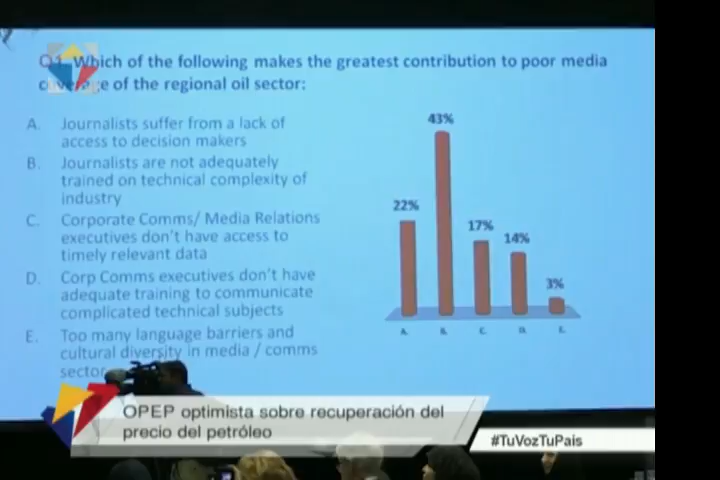 Q1. Which of the following makes the greatest contribution to poor media
coverage of the regional oil sector:
A. Journalists suffer from a lack of
access to decision makers
B. Journalists are not adequately
trained on technical complexity of
industry
C. Corporate Comms/ Media Relations
executives don't have access to
timely relevant data
D. Corp Comms executives don't have
adequate training to communicate
complicated technical subjects
E. Too many language barriers and
cultural diversity in media / comms
sector
22%
43%
17%
14%
3%
A. B. C. D. E.
OPEP optimista sobre recuperación del
precio del petróleo
#TuVozTuPais